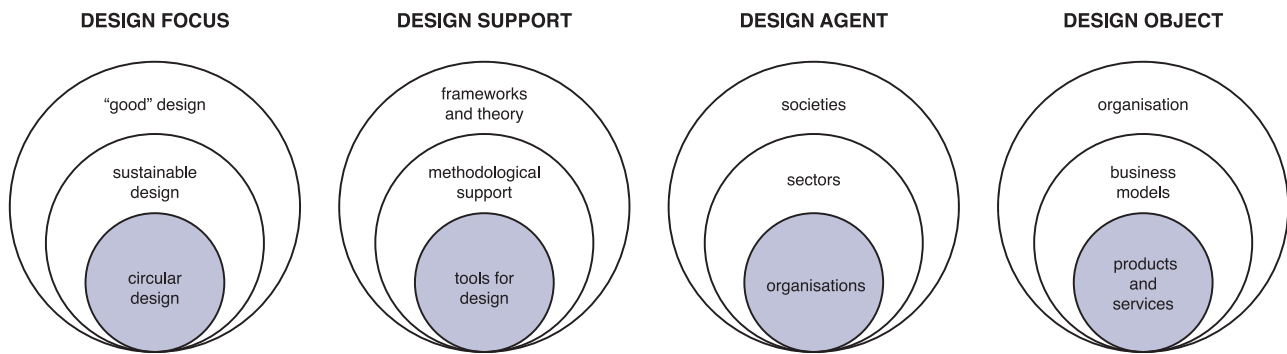 DESIGN FOCUS
“good” design
sustainable
design
circular
design
DESIGN SUPPORT
frameworks
and theory
methodological
support
tools for
design
DESIGN AGENT
societies
sectors
organisations
DESIGN OBJECT
organisation
business
models
products
and
services